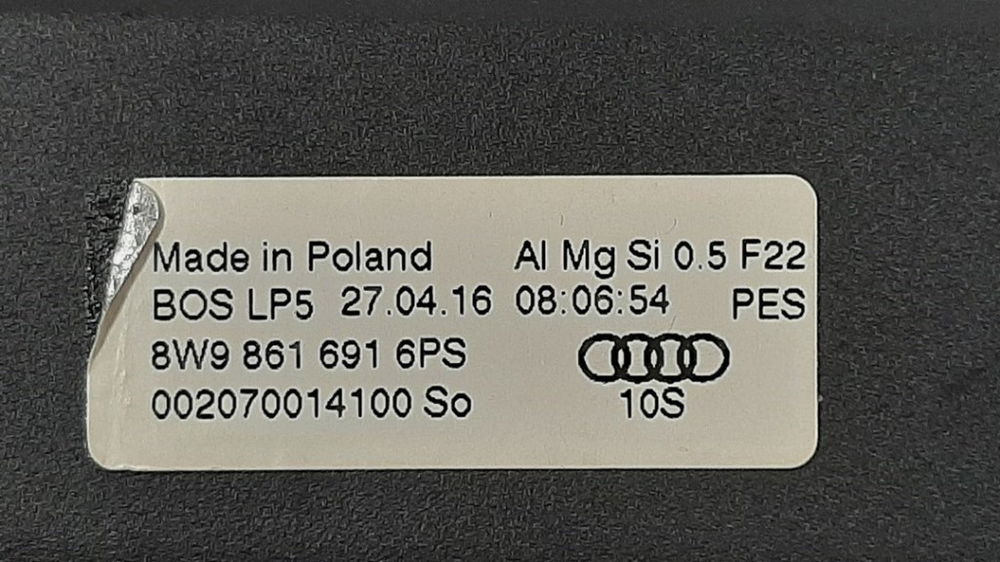 Made in Poland Al Mg Si 0.5 F22
BOS LP5 27.04.16 08:06:54 PES
8W9 861 691 6PS
002070014100 So 10S